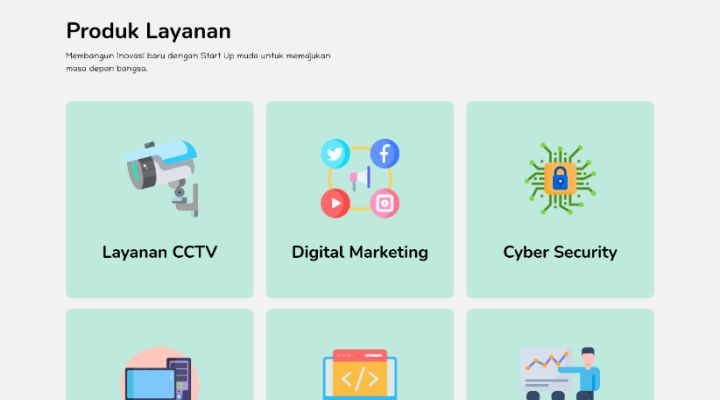 Produk Layanan
Membangun inovasi baru dengan Start Up muda untuk memajukan
masa depan bangsa.
Layanan CCTV
Digital Marketing
Cyber Security